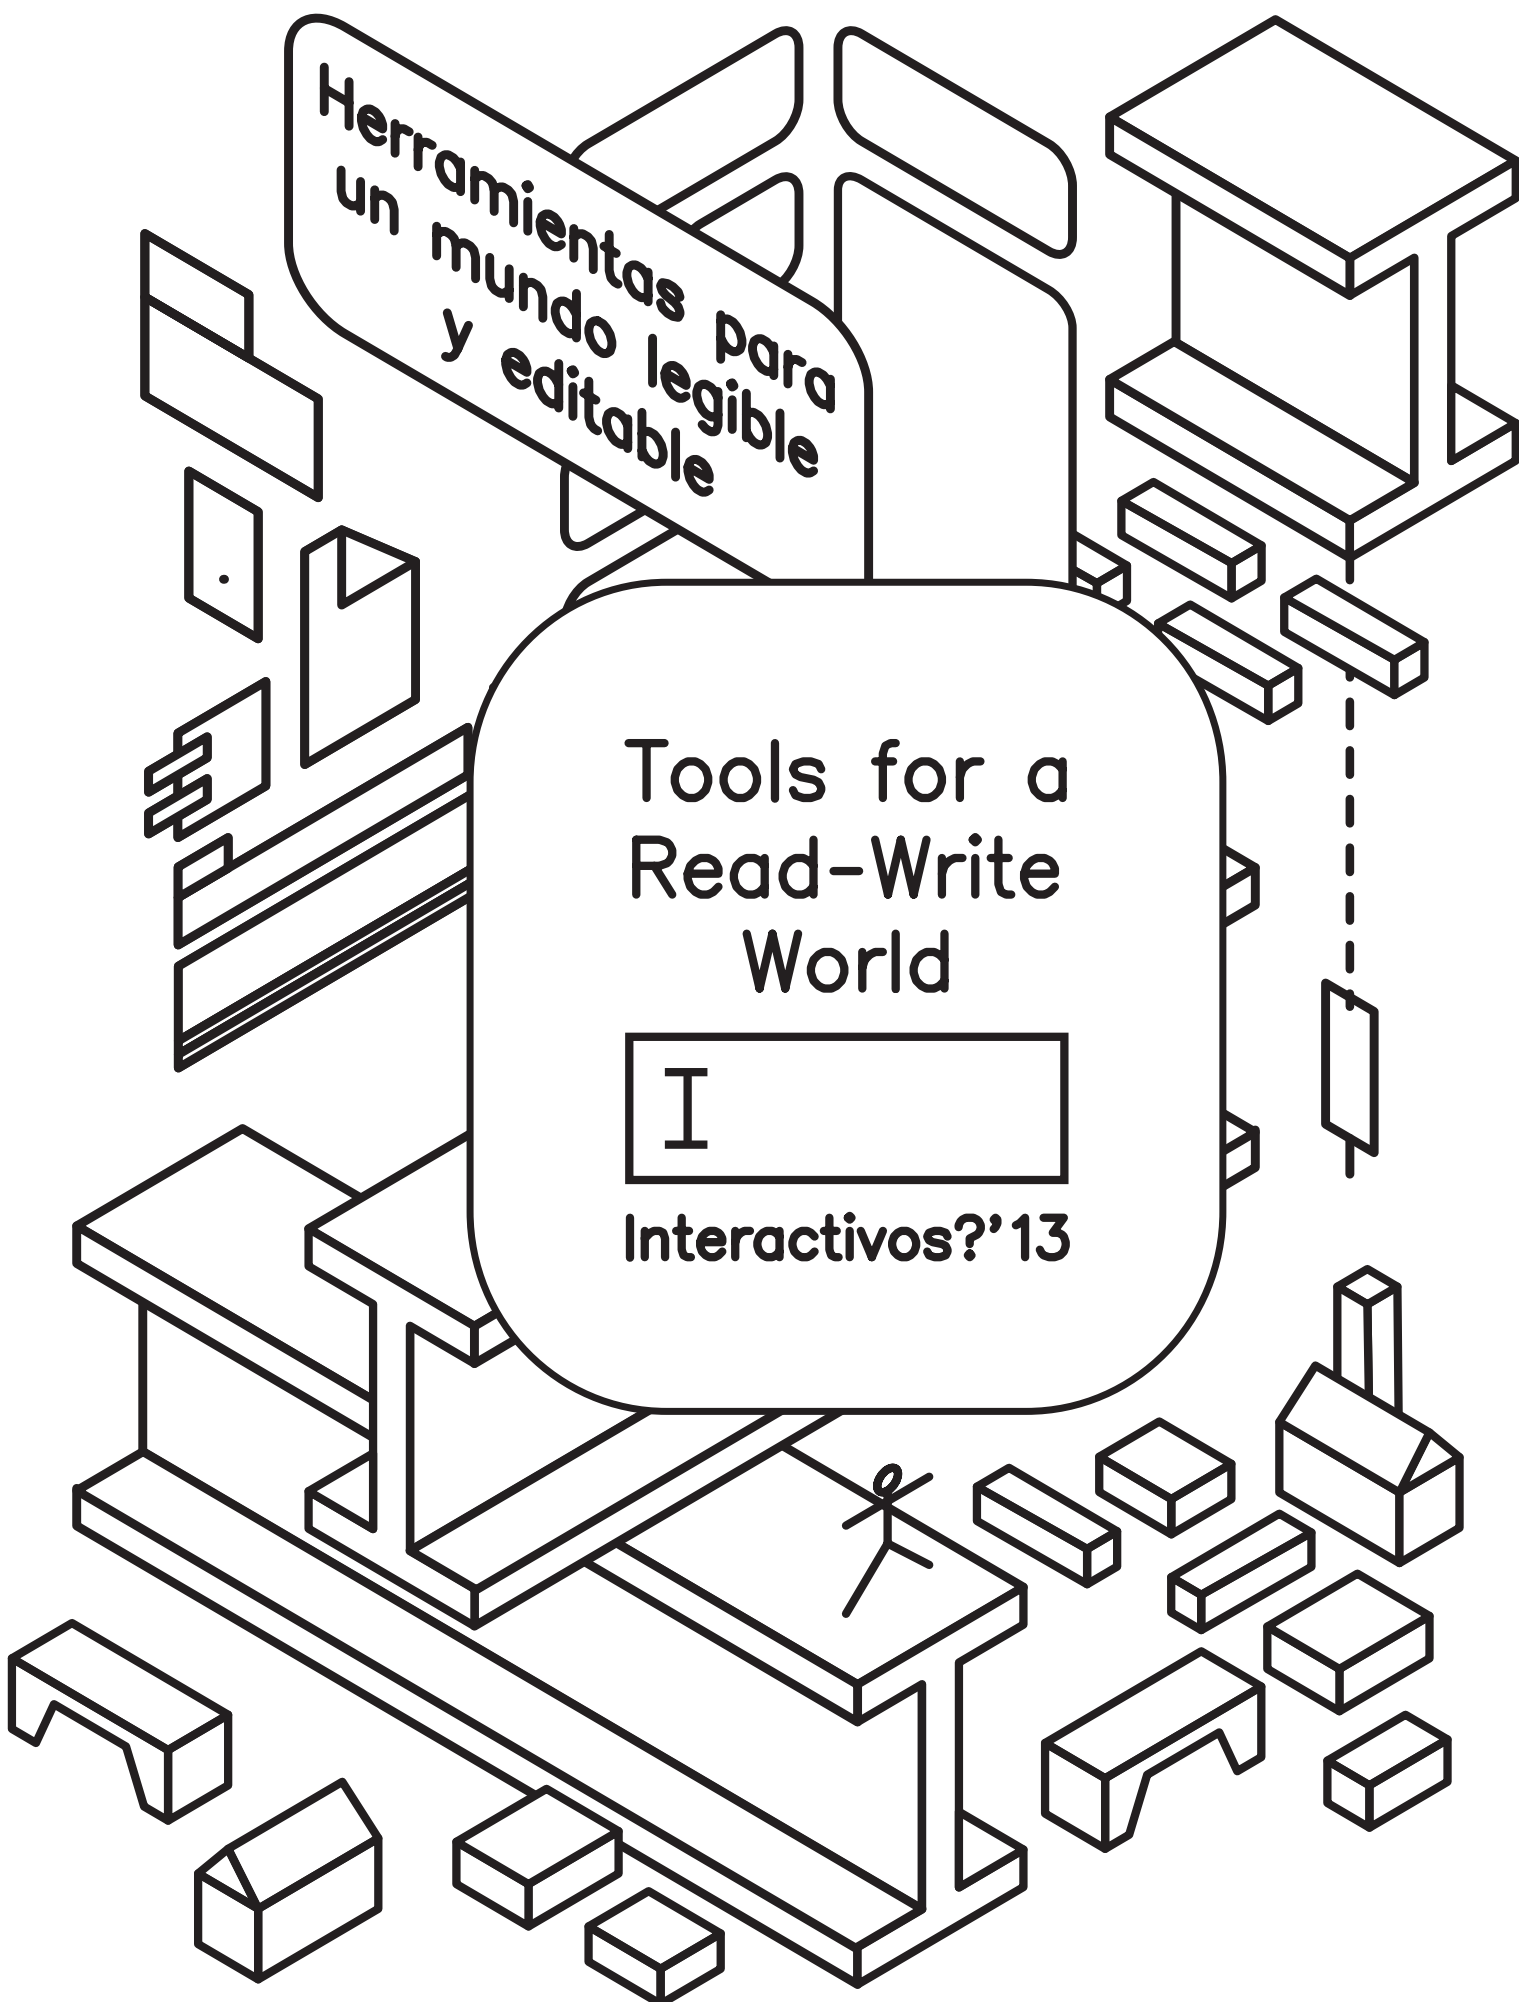 Herramientas para
un mundo legible
y editable
Tools for a
Read-Write
World
Interactivos?'13